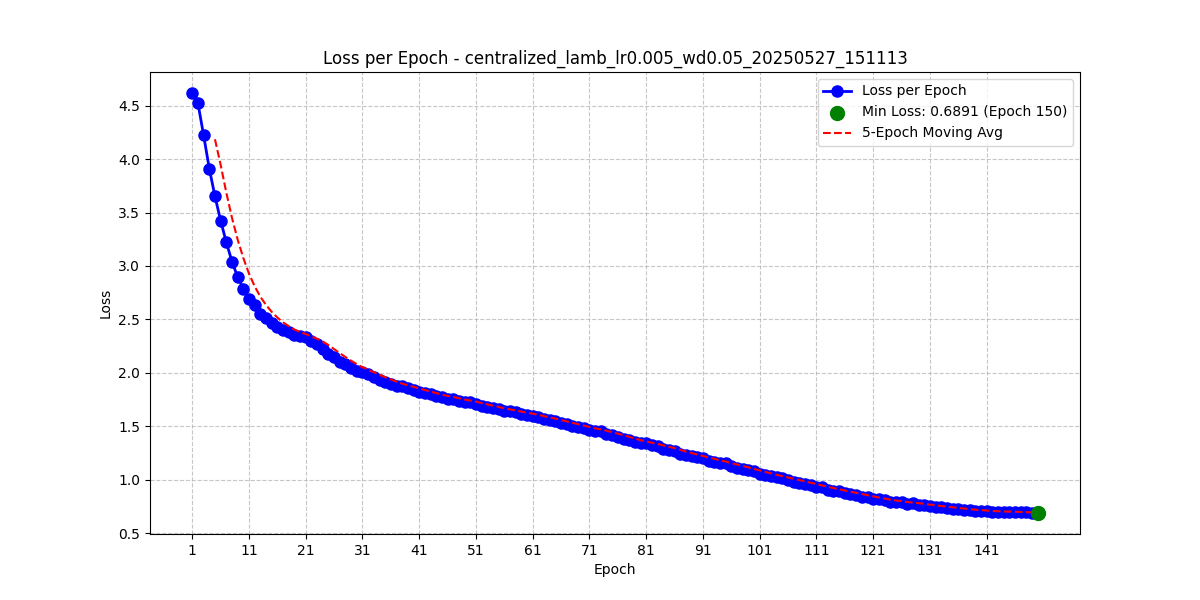 Loss per Epoch - centralized_lamb_lr0.005_wd0.05_20250527_151113
Loss per Epoch
Min Loss: 0.6891 (Epoch 150)
5-Epoch Moving Avg
4.5
4.0
3.5
3.0
2.5
2.0
1.5
1.0
0.5
Loss
1 11 21 31 41 51 61 71 81 91 101 111 121 131 141
Epoch